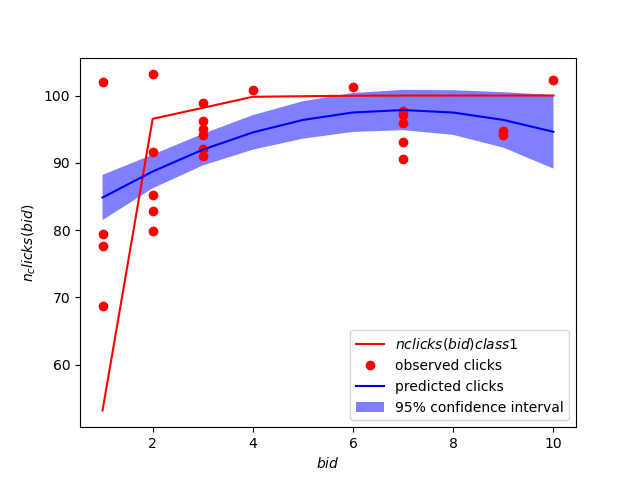 100
90
80
70
60
n_clicks(bid)
nclicks(bid)class1
observed clicks
predicted clicks
95% confidence interval
2 4 6 8 10
bid